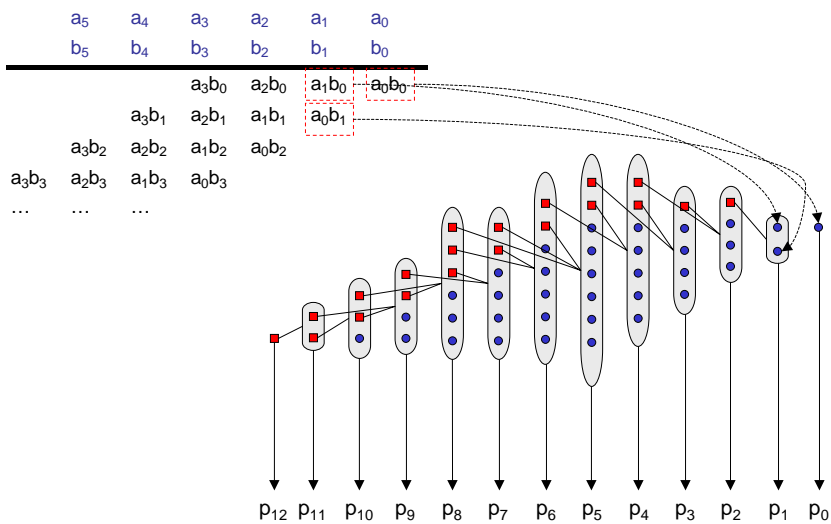 a₅ a₄ a₃ a₂ a₁ a₀
b₅ b₄ b₃ b₂ b₁ b₀
a₃b₀ a₂b₀ a₁b₀ a₀b₀
a₃b₁ a₂b₁ a₁b₁ a₀b₁
a₃b₂ a₂b₂ a₁b₂ a₀b₂
a₃b₃ a₂b₃ a₁b₃ a₀b₃
... ... ...
p₁₂ p₁₁ p₁₀ p₉ p₈ p₇ p₆ p₅ p₄ p₃ p₂ p₁ p₀